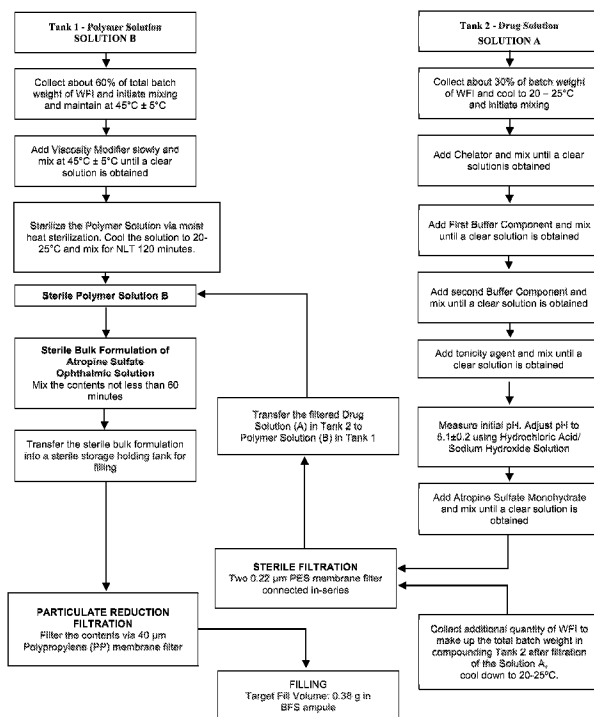 Tank 1 - Polymer Solution
SOLUTION B
Collect about 60% of total batch
weight of WFI and initiate mixing
and maintain at 45°C ± 5°C
Add Viscosity Modifier slowly and
mix at 45°C ± 5°C until a clear
solution is obtained
Sterilize the Polymer Solution via moist
heat sterilization. Cool the solution to 20-
25°C and mix for NLT 120 minutes.
Sterile Polymer Solution B
Sterile Bulk Formulation of
Atropine Sulfate
Ophthalmic Solution
Mix the contents not less than 60
minutes
Transfer the sterile bulk formulation
into a sterile storage holding tank for
filling
PARTICULATE REDUCTION
FILTRATION
Filter the contents via 40 µm
Polypropylene (PP) membrane filter
Tank 2 - Drug Solution
SOLUTION A
Collect about 30% of batch weight
of WFI and cool to 20 – 25°C
and initiate mixing
Add Chelator and mix until a clear
solutionis obtained
Add First Buffer Component and mix
until a clear solution is obtained
Add second Buffer Component and
mix until a clear solution is obtained
Add tonicity agent and mix until a
clear solution is obtained
Measure initial pH. Adjust pH to
5.1±0.2 using Hydrochloric Acid/
Sodium Hydroxide Solution
Add Atropine Sulfate Monohydrate
and mix until a clear solution is
obtained
Collect additional quantity of WFI to
make up the total batch weight in
compounding Tank 2 after filtration
of the Solution A,
cool down to 20-25°C.
STERILE FILTRATION
Two 0.22 µm PES membrane filter
connected in-series
Transfer the filtered Drug
Solution (A) in Tank 2 to
Polymer Solution (B) in Tank 1
FILLING
Target Fill Volume: 0.38 g in
BFS ampule